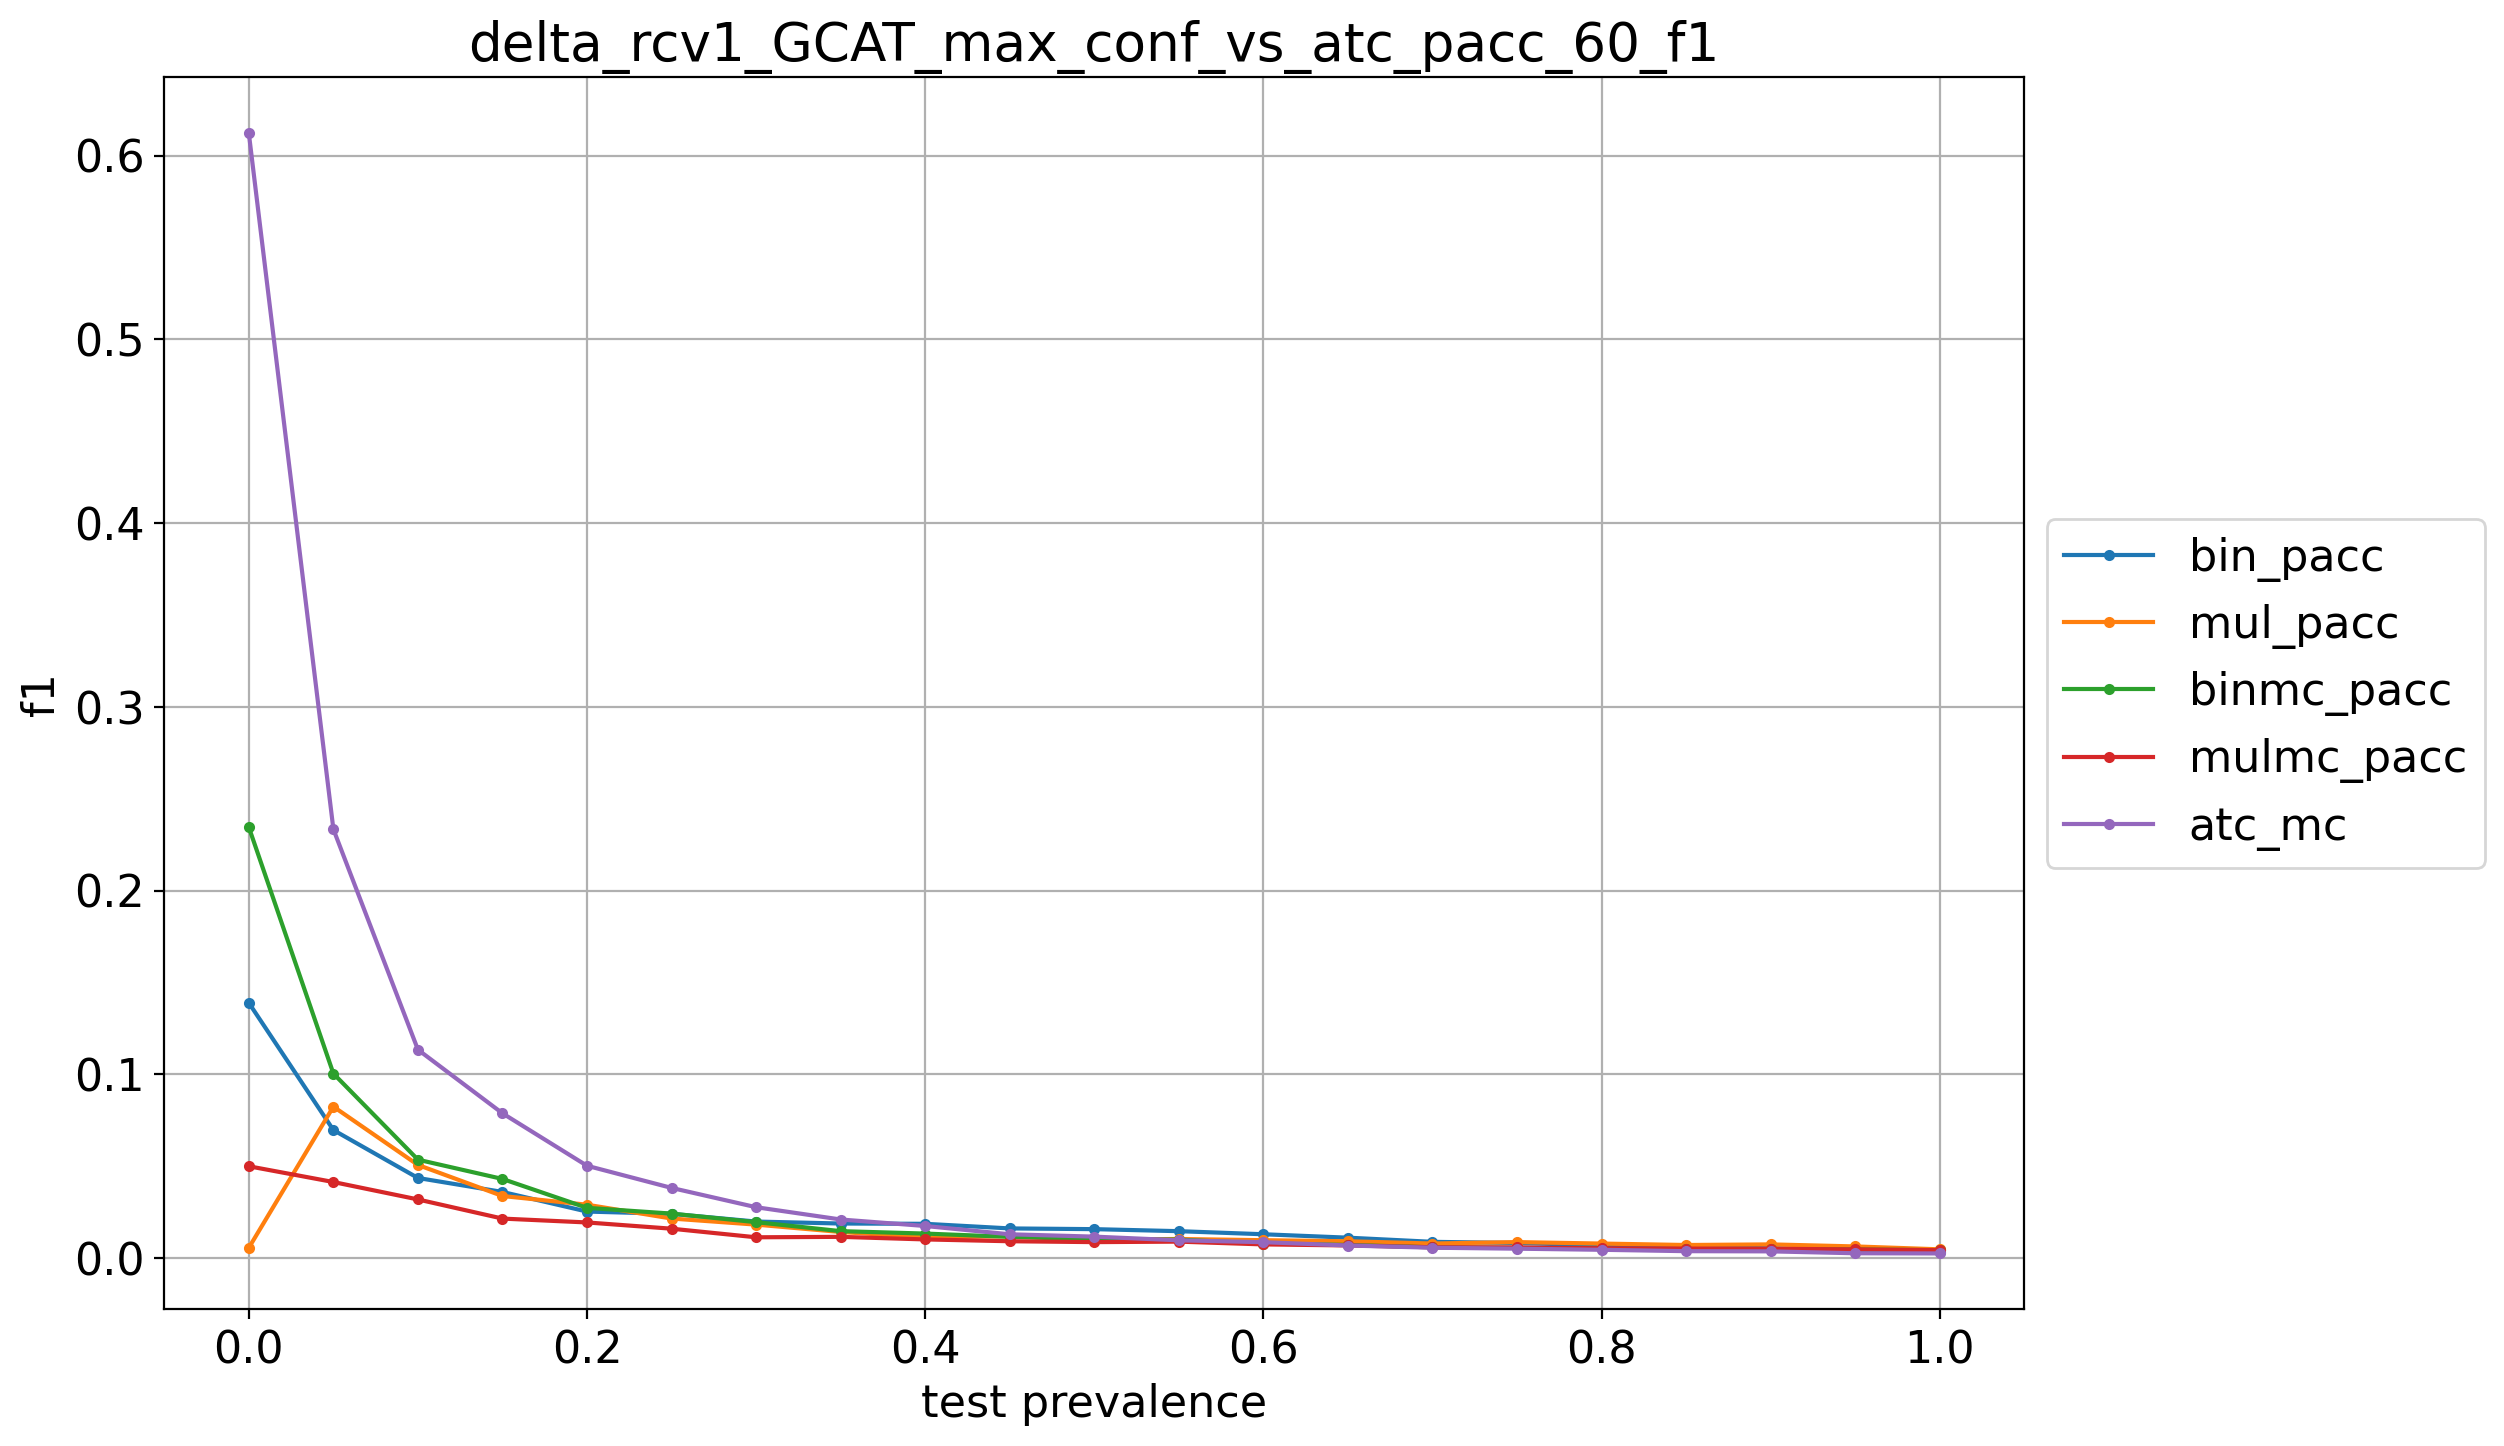 delta_rcv1_GCAT_max_conf_vs_atc_pacc_60_f1
f1
0.6
0.5
0.4
0.3
0.2
0.1
0.0
0.0 0.2 0.4 0.6 0.8 1.0
test prevalence
bin_pacc
mul_pacc
binmc_pacc
mulmc_pacc
atc_mc